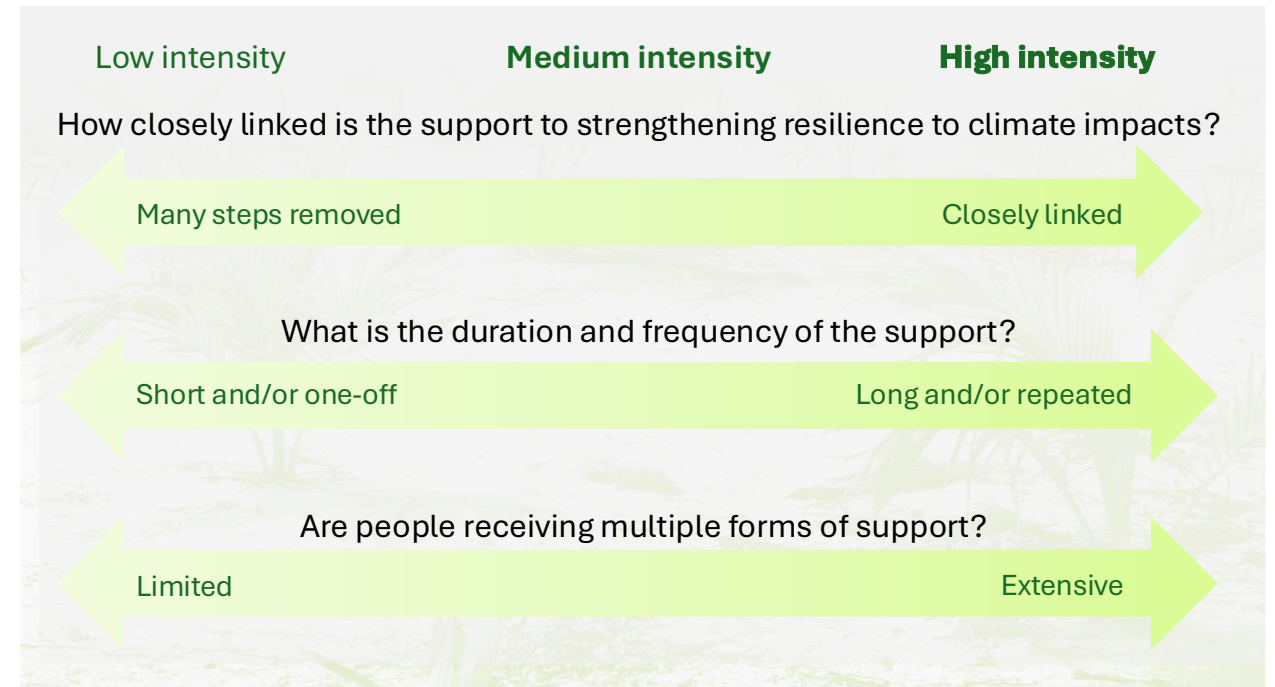 Low intensity Medium intensity High intensity
How closely linked is the support to strengthening resilience to climate impacts?
Many steps removed Closely linked
What is the duration and frequency of the support?
Short and/or one-off Long and/or repeated
Are people receiving multiple forms of support?
Limited Extensive